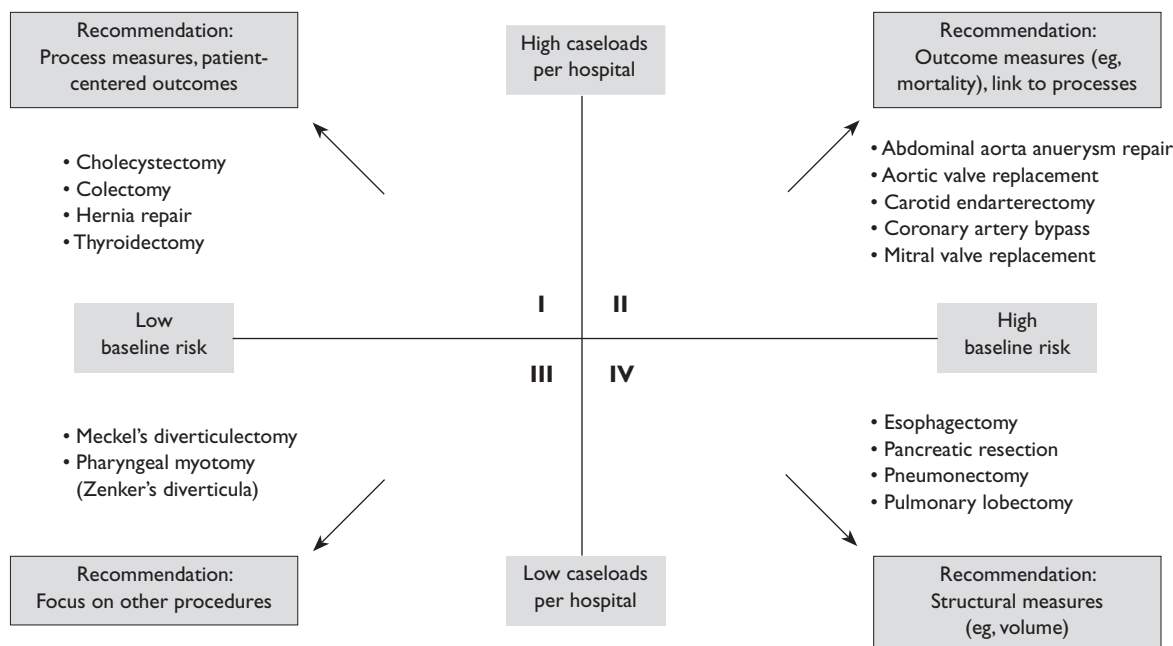 Recommendation:
Process measures, patient-
centered outcomes
High caseloads
per hospital
Recommendation:
Outcome measures (eg,
mortality), link to processes
• Cholecystectomy
• Colectomy
• Hernia repair
• Thyroidectomy
• Abdominal aorta anuerysm repair
• Aortic valve replacement
• Carotid endarterectomy
• Coronary artery bypass
• Mitral valve replacement
I
II
Low
baseline risk
High
baseline risk
III
IV
• Meckel's diverticulectomy
• Pharyngeal myotomy
(Zenker's diverticula)
• Esophagectomy
• Pancreatic resection
• Pneumonectomy
• Pulmonary lobectomy
Recommendation:
Focus on other procedures
Low caseloads
per hospital
Recommendation:
Structural measures
(eg, volume)